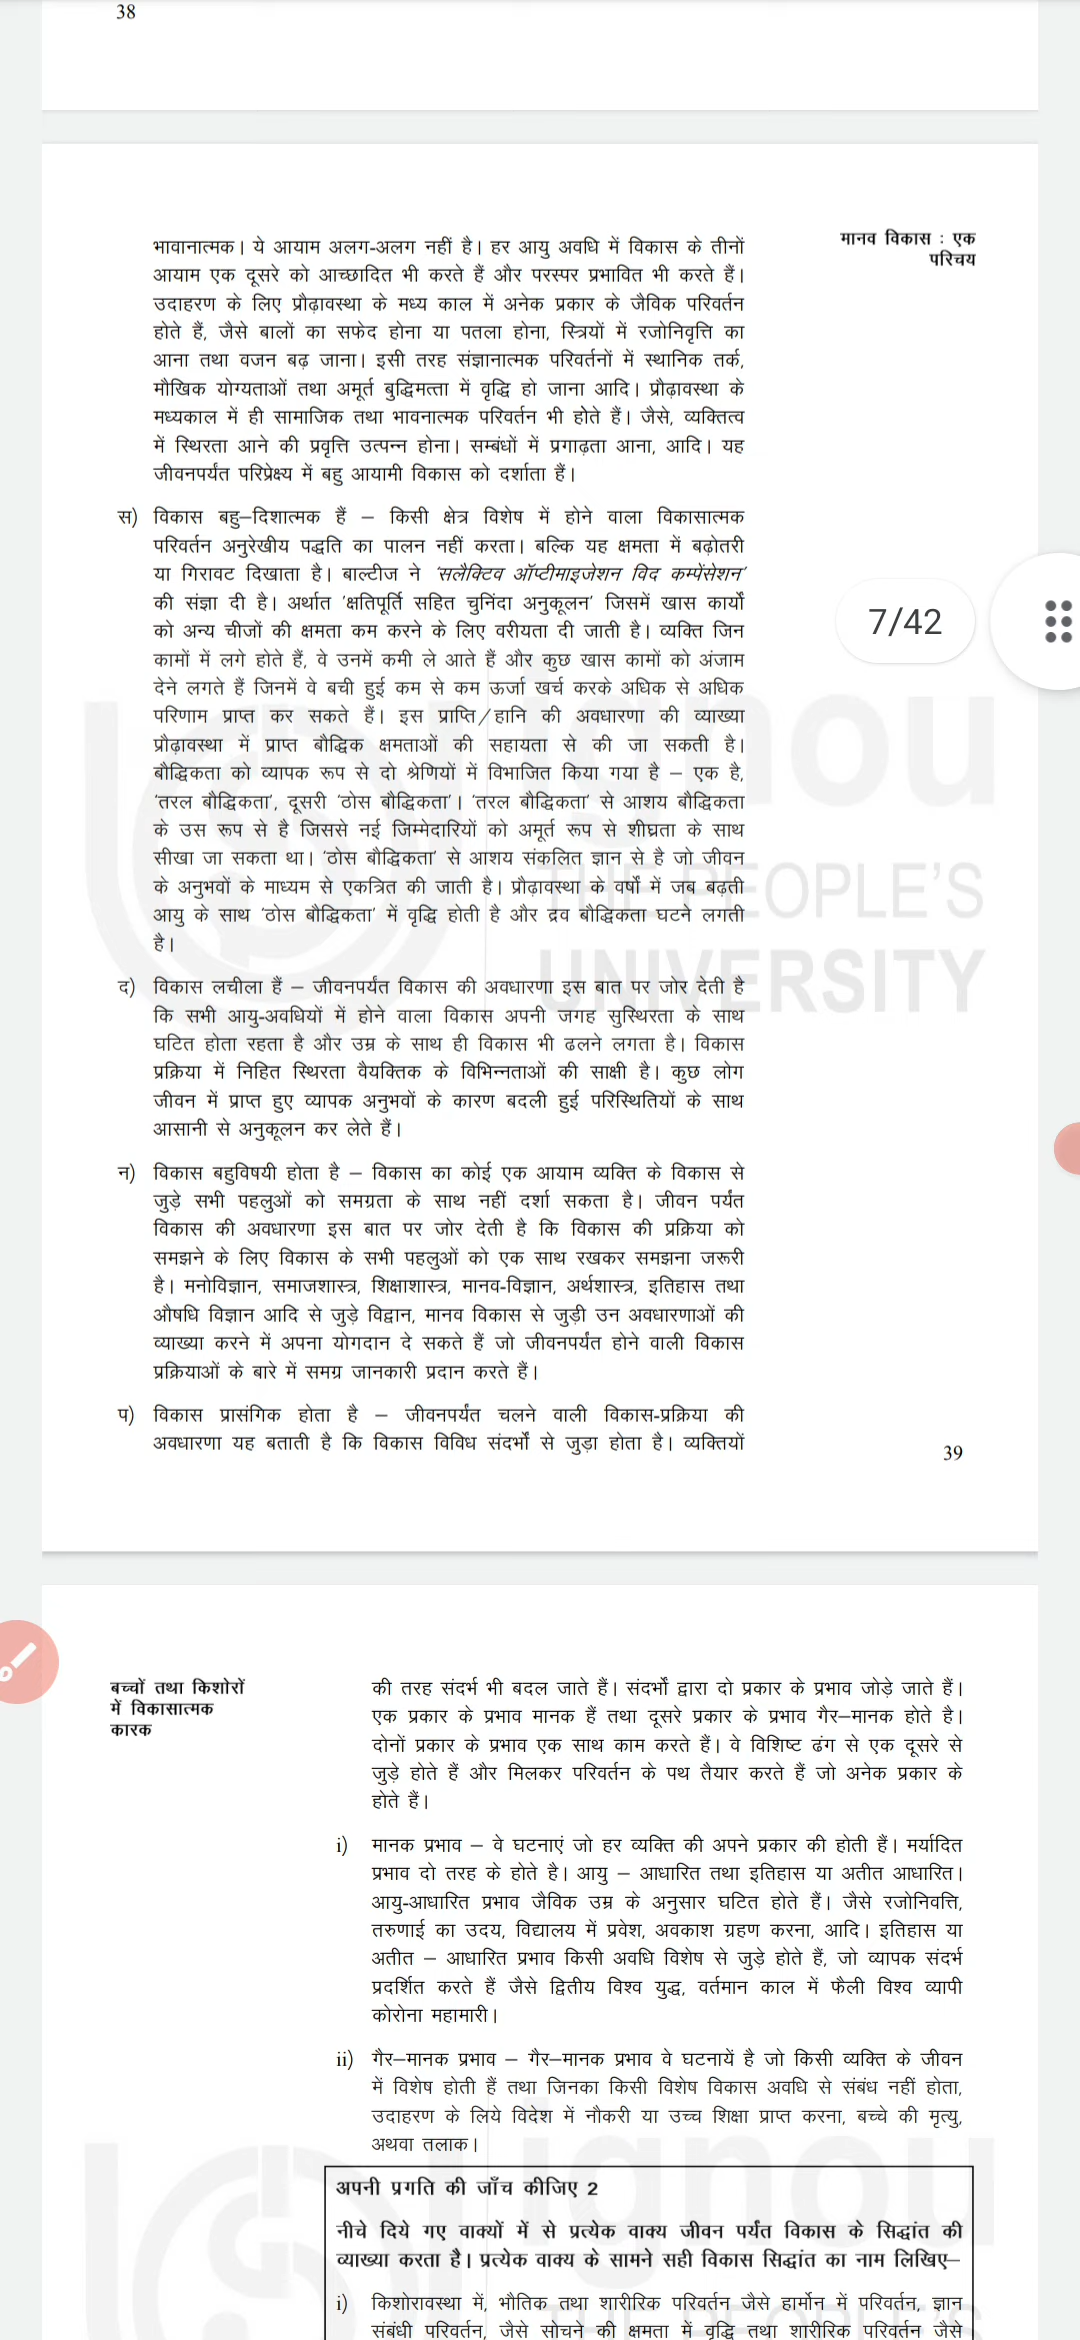 38
मानव विकास : एक
परिचय
भावानात्मक। ये आयाम अलग-अलग नहीं है। हर आयु अवधि में विकास के तीनों
आयाम एक दूसरे को आच्छादित भी करते हैं और परस्पर प्रभावित भी करते हैं।
उदाहरण के लिए प्रौढ़ावस्था के मध्य काल में अनेक प्रकार के जैविक परिवर्तन
होते हैं, जैसे बालों का सफेद होना या पतला होना, स्त्रियों में रजोनिवृत्ति का
आना तथा वजन बढ़ जाना। इसी तरह संज्ञानात्मक परिवर्तनों में स्थानिक तर्क,
मौखिक योग्यताओं तथा अमूर्त बुद्धिमत्ता में वृद्धि हो जाना आदि। प्रौढ़ावस्था के
मध्यकाल में ही सामाजिक तथा भावनात्मक परिवर्तन भी होते हैं। जैसे, व्यक्तित्व
में स्थिरता आने की प्रवृत्ति उत्पन्न होना। सम्बंधों में प्रगाढ़ता आना, आदि। यह
जीवनपर्यंत परिप्रेक्ष्य में बहु आयामी विकास को दर्शाता हैं।
स) विकास बहु–दिशात्मक हैं – किसी क्षेत्र विशेष में होने वाला विकासात्मक
परिवर्तन अनुरेखीय पद्धति का पालन नहीं करता। बल्कि यह क्षमता में बढ़ोतरी
या गिरावट दिखाता है। बाल्टीज ने 'सलैक्टिव ऑप्टीमाइज़ेशन विद कम्पेंसेशन'
की संज्ञा दी है। अर्थात 'क्षतिपूर्ति सहित चुनिंदा अनुकूलन' जिसमें खास कार्यों
को अन्य चीजों की क्षमता कम करने के लिए वरीयता दी जाती है। व्यक्ति जिन
कामों में लगे होते हैं, वे उनमें कमी ले आते हैं और कुछ खास कामों को अंजाम
देने लगते हैं जिनमें वे बची हुई कम से कम ऊर्जा खर्च करके अधिक से अधिक
परिणाम प्राप्त कर सकते हैं। इस प्राप्ति/हानि की अवधारणा की व्याख्या
प्रौढ़ावस्था में प्राप्त बौद्धिक क्षमताओं की सहायता से की जा सकती है।
बौद्धिकता को व्यापक रूप से दो श्रेणियों में विभाजित किया गया है – एक है,
'तरल बौद्धिकता', दूसरी 'ठोस बौद्धिकता'। 'तरल बौद्धिकता' से आशय बौद्धिकता
के उस रूप से है जिससे नई जिम्मेदारियों को अमूर्त रूप से शीघ्रता के साथ
सीखा जा सकता था। 'ठोस बौद्धिकता' से आशय संकलित ज्ञान से है जो जीवन
के अनुभवों के माध्यम से एकत्रित की जाती है। प्रौढ़ावस्था के वर्षों में जब बढ़ती
आयु के साथ 'ठोस बौद्धिकता' में वृद्धि होती है और द्रव बौद्धिकता घटने लगती
है।
द) विकास लचीला हैं – जीवनपर्यंत विकास की अवधारणा इस बात पर जोर देती है
कि सभी आयु-अवधियों में होने वाला विकास अपनी जगह सुस्थिरता के साथ
घटित होता रहता है और उम्र के साथ ही विकास भी ढलने लगता है। विकास
प्रक्रिया में निहित स्थिरता वैयक्तिक के विभिन्नताओं की साक्षी है। कुछ लोग
जीवन में प्राप्त हुए व्यापक अनुभवों के कारण बदली हुई परिस्थितियों के साथ
आसानी से अनुकूलन कर लेते हैं।
न) विकास बहुविषयी होता है – विकास का कोई एक आयाम व्यक्ति के विकास से
जुड़े सभी पहलुओं को समग्रता के साथ नहीं दर्शा सकता है। जीवन पर्यंत
विकास की अवधारणा इस बात पर जोर देती है कि विकास की प्रक्रिया को
समझने के लिए विकास के सभी पहलुओं को एक साथ रखकर समझना जरूरी
है। मनोविज्ञान, समाजशास्त्र, शिक्षाशास्त्र, मानव-विज्ञान, अर्थशास्त्र, इतिहास तथा
औषधि विज्ञान आदि से जुड़े विद्वान, मानव विकास से जुड़ी उन अवधारणाओं की
व्याख्या करने में अपना योगदान दे सकते हैं जो जीवनपर्यंत होने वाली विकास
प्रक्रियाओं के बारे में समग्र जानकारी प्रदान करते हैं।
प) विकास प्रासंगिक होता है – जीवनपर्यंत चलने वाली विकास-प्रक्रिया की
अवधारणा यह बताती है कि विकास विविध संदर्भों से जुड़ा होता है। व्यक्तियों
7/42
ignou
THE PEOPLE'S
UNIVERSITY
39
बच्चों तथा किशोरों
में विकासात्मक
कारक
की तरह संदर्भ भी बदल जाते हैं। संदर्भों द्वारा दो प्रकार के प्रभाव जोड़े जाते हैं।
एक प्रकार के प्रभाव मानक हैं तथा दूसरे प्रकार के प्रभाव गैर–मानक होते है।
दोनों प्रकार के प्रभाव एक साथ काम करते हैं। वे विशिष्ट ढंग से एक दूसरे से
जुड़े होते हैं और मिलकर परिवर्तन के पथ तैयार करते हैं जो अनेक प्रकार के
होते हैं।
i) मानक प्रभाव – वे घटनाएं जो हर व्यक्ति की अपने प्रकार की होती हैं। मर्यादित
प्रभाव दो तरह के होते है। आयु – आधारित तथा इतिहास या अतीत आधारित।
आयु-आधारित प्रभाव जैविक उम्र के अनुसार घटित होते हैं। जैसे रजोनिवत्ति,
तरुणाई का उदय, विद्यालय में प्रवेश, अवकाश ग्रहण करना, आदि। इतिहास या
अतीत – आधारित प्रभाव किसी अवधि विशेष से जुड़े होते हैं, जो व्यापक संदर्भ
प्रदर्शित करते हैं जैसे द्वितीय विश्व युद्ध, वर्तमान काल में फैली विश्व व्यापी
कोरोना महामारी।
ii) गैर–मानक प्रभाव – गैर–मानक प्रभाव वे घटनायें है जो किसी व्यक्ति के जीवन
में विशेष होती हैं तथा जिनका किसी विशेष विकास अवधि से संबंध नहीं होता,
उदाहरण के लिये विदेश में नौकरी या उच्च शिक्षा प्राप्त करना, बच्चे की मृत्यु,
अथवा तलाक।
ignou
अपनी प्रगति की जाँच कीजिए 2
नीचे दिये गए वाक्यों में से प्रत्येक वाक्य जीवन पर्यंत विकास के सिद्धांत की
व्याख्या करता है। प्रत्येक वाक्य के सामने सही विकास सिद्धांत का नाम लिखिए–
i) किशोरावस्था में, भौतिक तथा शारीरिक परिवर्तन जैसे हार्मोन में परिवर्तन, ज्ञान
संबंधी परिवर्तन, जैसे सोचने की क्षमता में वृद्धि तथा शारीरिक परिवर्तन जैसे